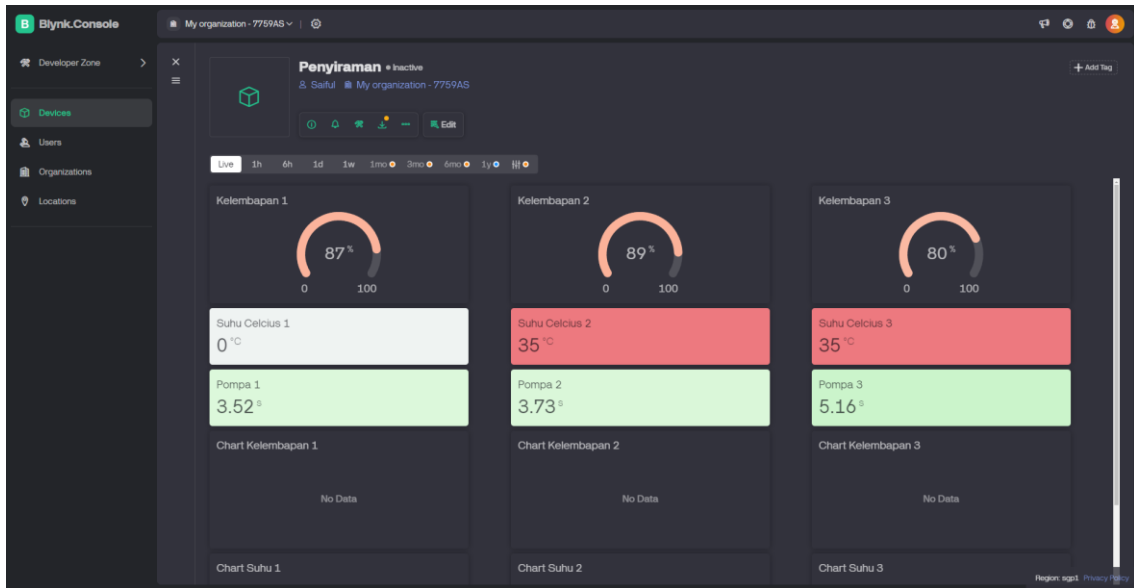 B Blynk.Console
My organization - 7759AS
Developer Zone
Devices
Users
Organizations
Locations
Penyiraman Inactive
Saiful My organization - 7759AS
Edit
Add Tag
Live 1h 6h 1d 1w 1mo 3mo 6mo 1y
Kelembapan 1
87 %
0 100
Kelembapan 2
89 %
0 100
Kelembapan 3
80 %
0 100
Suhu Celcius 1
0 °C
Suhu Celcius 2
35 °C
Suhu Celcius 3
35 °C
Pompa 1
3.52 s
Pompa 2
3.73 s
Pompa 3
5.16 s
Chart Kelembapan 1
No Data
Chart Kelembapan 2
No Data
Chart Kelembapan 3
No Data
Chart Suhu 1
Chart Suhu 2
Chart Suhu 3
Region: sgp1 Privacy Policy